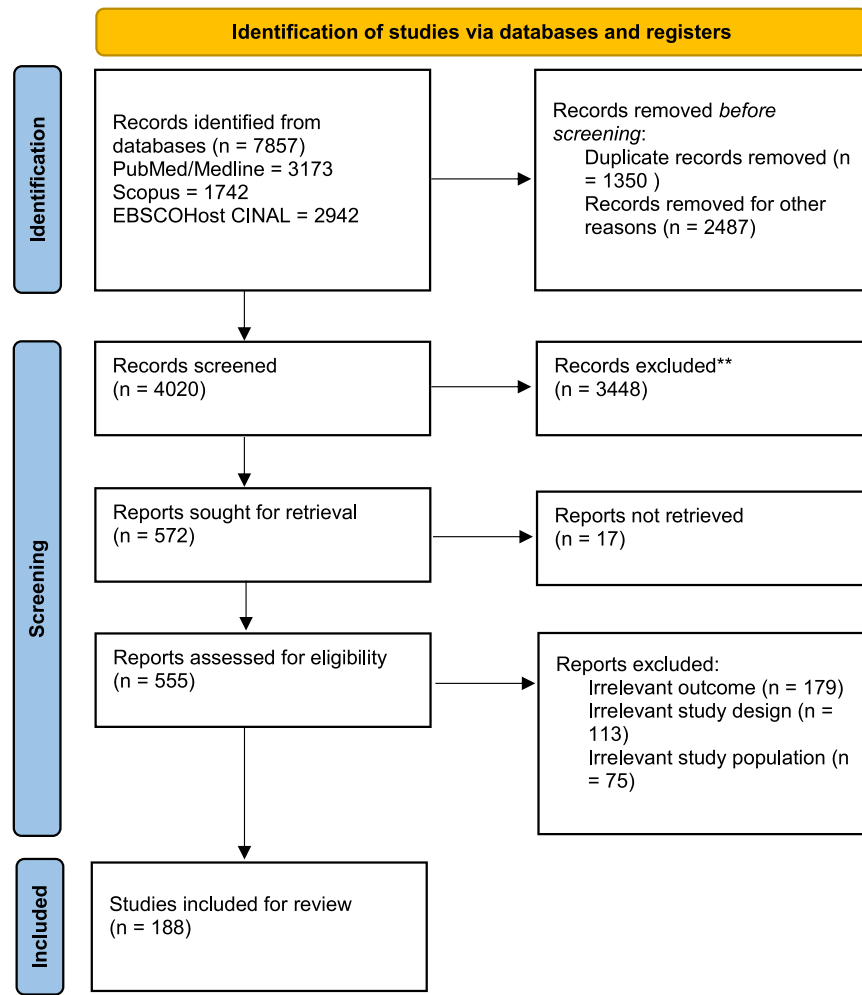 Identification of studies via databases and registers
Identification
Records identified from
databases (n = 7857)
PubMed/Medline = 3173
Scopus = 1742
EBSCOHost CINAL = 2942
Records removed before
screening:
Duplicate records removed (n
= 1350 )
Records removed for other
reasons (n = 2487)
Screening
Records screened
(n = 4020)
Records excluded**
(n = 3448)
Reports sought for retrieval
(n = 572)
Reports not retrieved
(n = 17)
Reports assessed for eligibility
(n = 555)
Reports excluded:
Irrelevant outcome (n = 179)
Irrelevant study design (n =
113)
Irrelevant study population (n
= 75)
Included
Studies included for review
(n = 188)